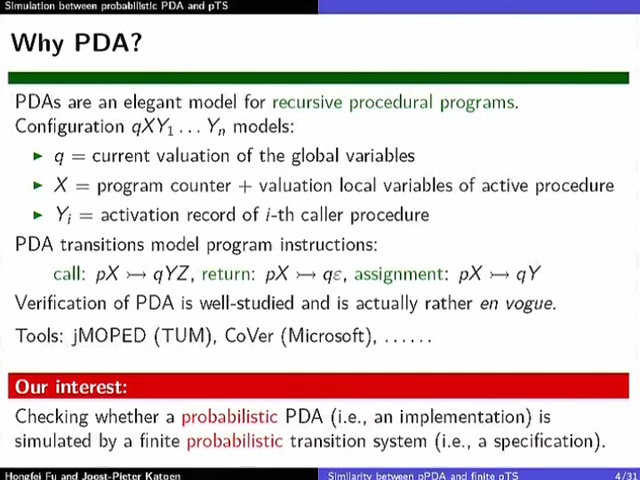 Simulation between probabilistic PDA and pTS
Why PDA?
PDAs are an elegant model for recursive procedural programs.
Configuration qXY₁ . . . Yₙ models:
► q = current valuation of the global variables
► X = program counter + valuation local variables of active procedure
► Yᵢ = activation record of i-th caller procedure
PDA transitions model program instructions:
call: pX ↣ qYZ, return: pX ↣ qε, assignment: pX ↣ qY
Verification of PDA is well-studied and is actually rather en vogue.
Tools: jMOPED (TUM), CoVer (Microsoft), . . . . . .
Our interest:
Checking whether a probabilistic PDA (i.e., an implementation) is
simulated by a finite probabilistic transition system (i.e., a specification).
Hongfei Fu and Joost-Pieter Katoen
Similarity between pPDA and finite pTS
4/31